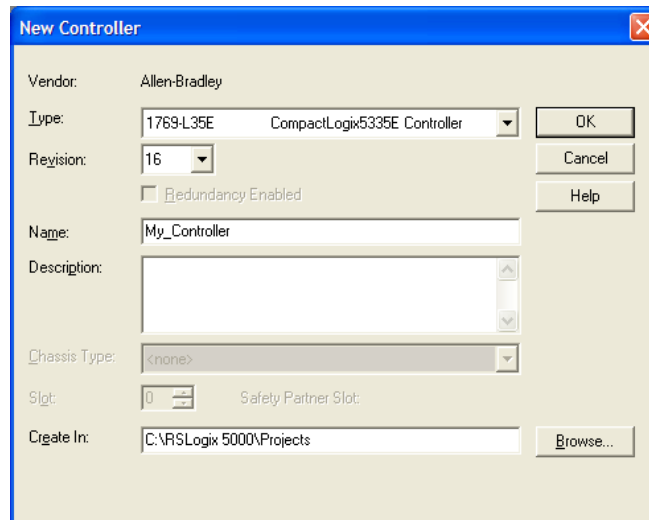 New Controller
Vendor: Allen-Bradley
Type: 1769-L35E CompactLogix5335E Controller
OK
Revision: 16
Cancel
Redundancy Enabled
Help
Name: My_Controller
Description:
Chassis Type: <none>
Slot: 0 Safety Partner Slot:
Create In: C:\RSLogix 5000\Projects
Browse...